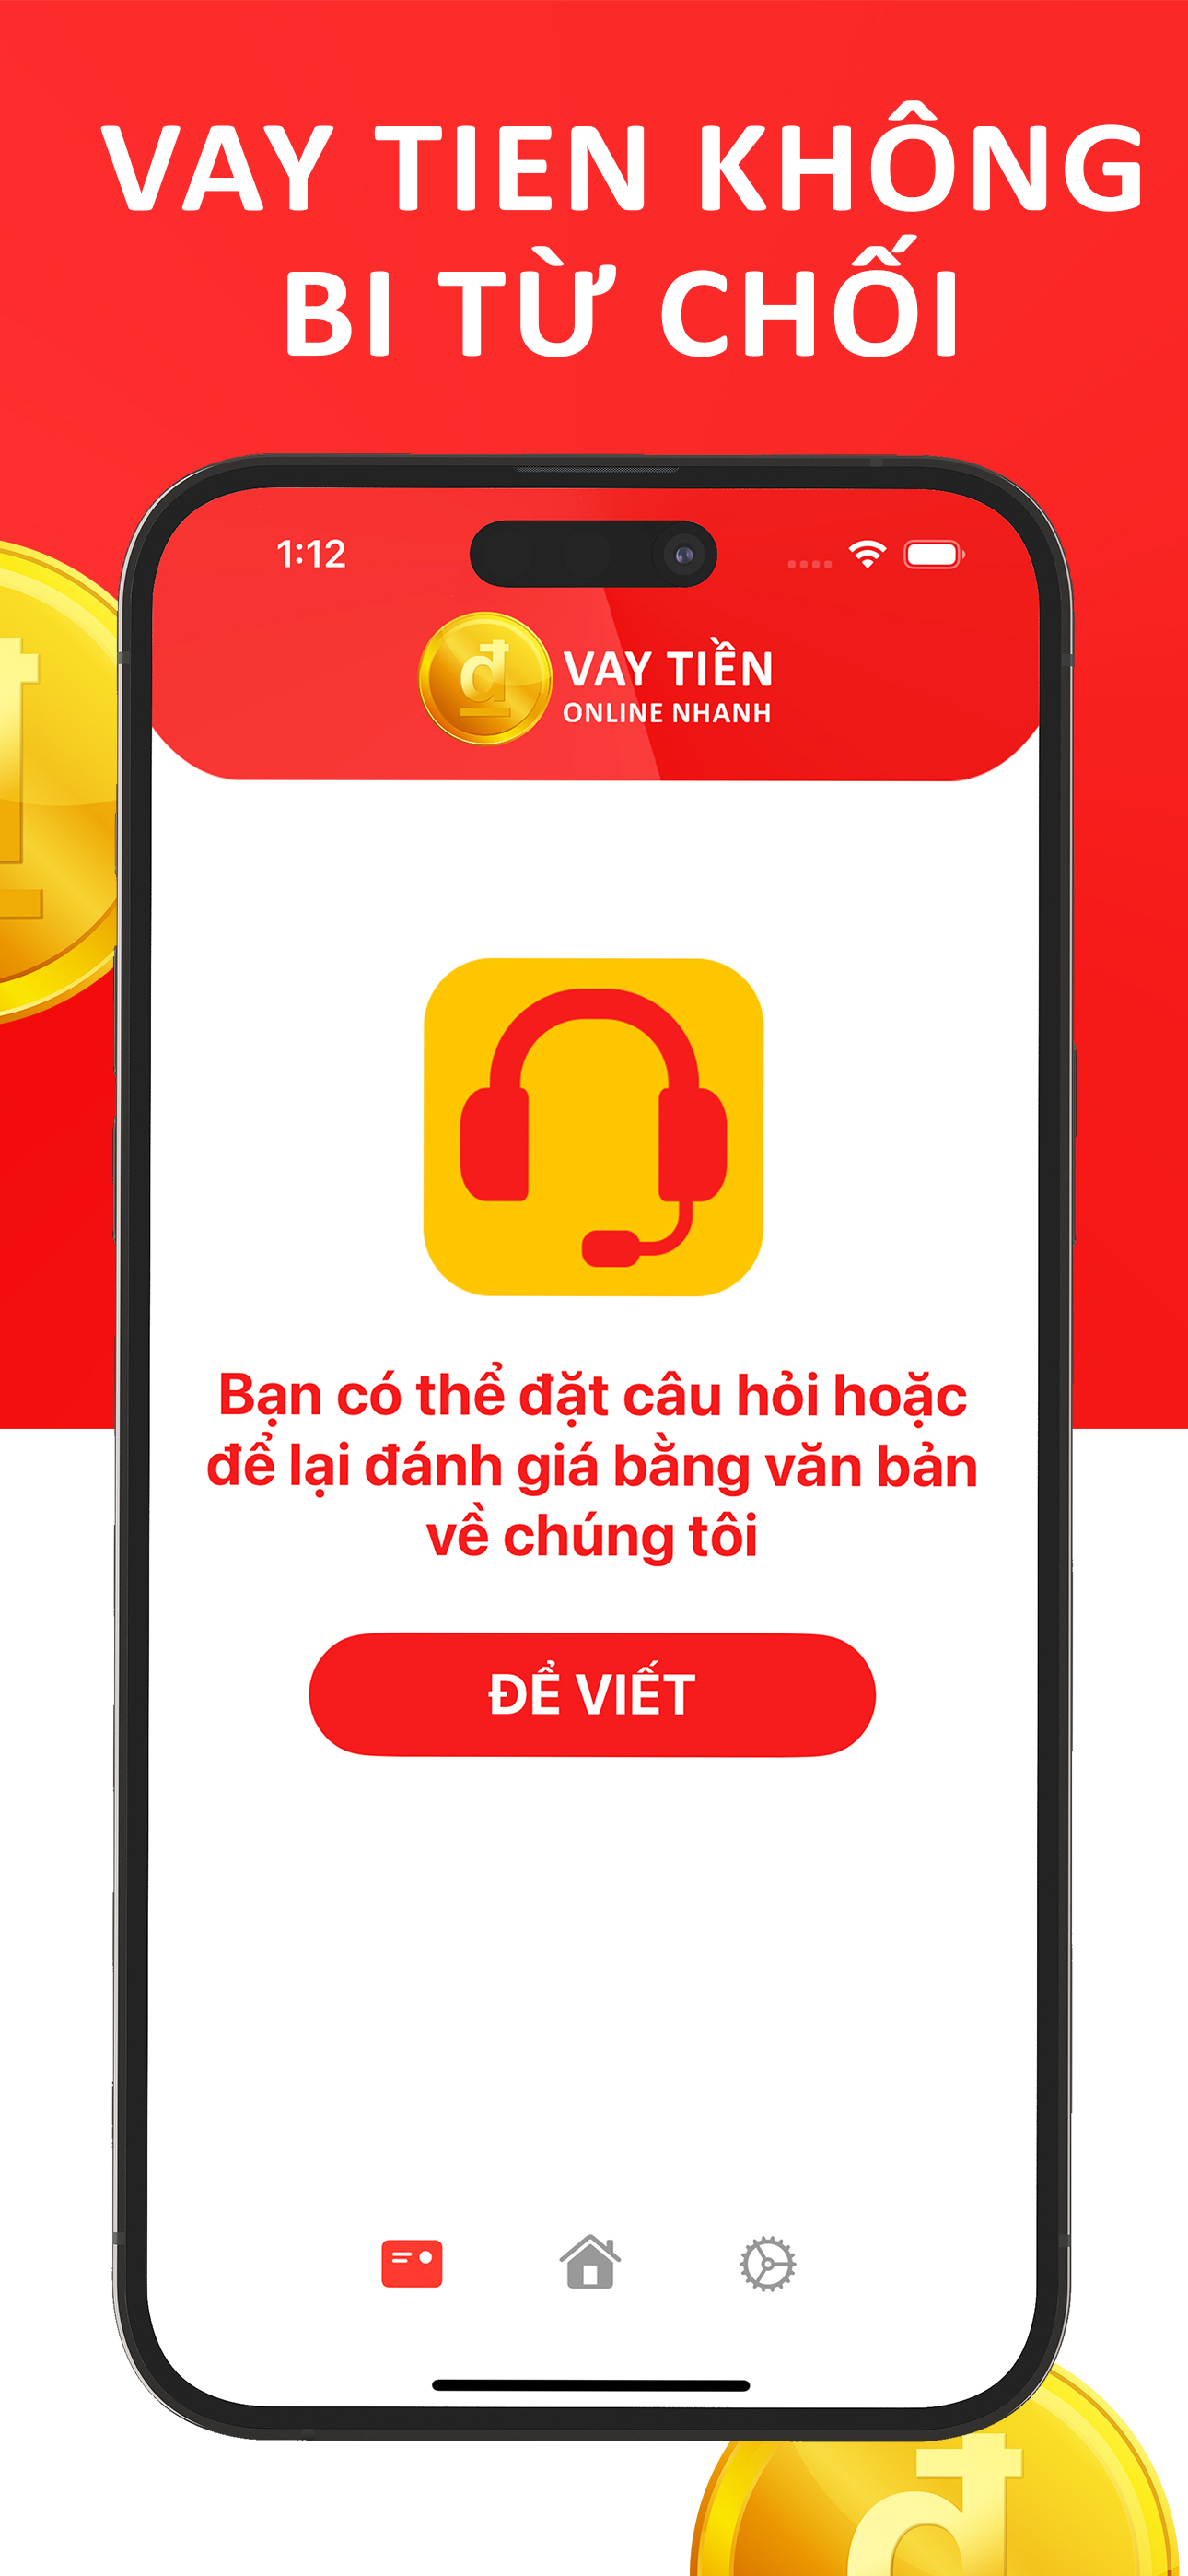 VAY TIEN KHÔNG
BI TỪ CHỐI
1:12
đ
VAY TIỀN
ONLINE NHANH
Bạn có thể đặt câu hỏi hoặc
để lại đánh giá bằng văn bản
về chúng tôi
ĐỂ VIẾT
đ